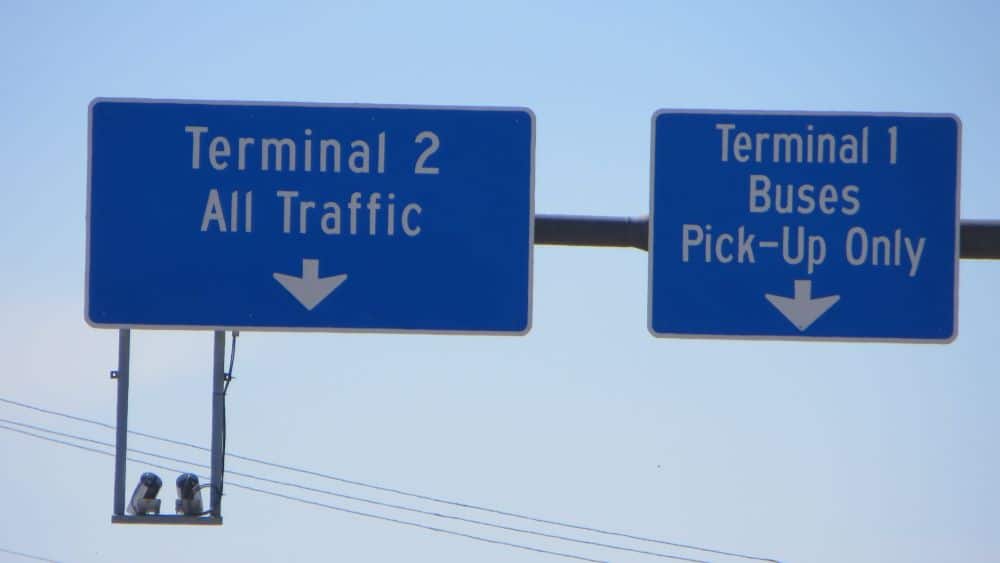 Terminal 2
All Traffic
Terminal 1
Buses
Pick-Up Only